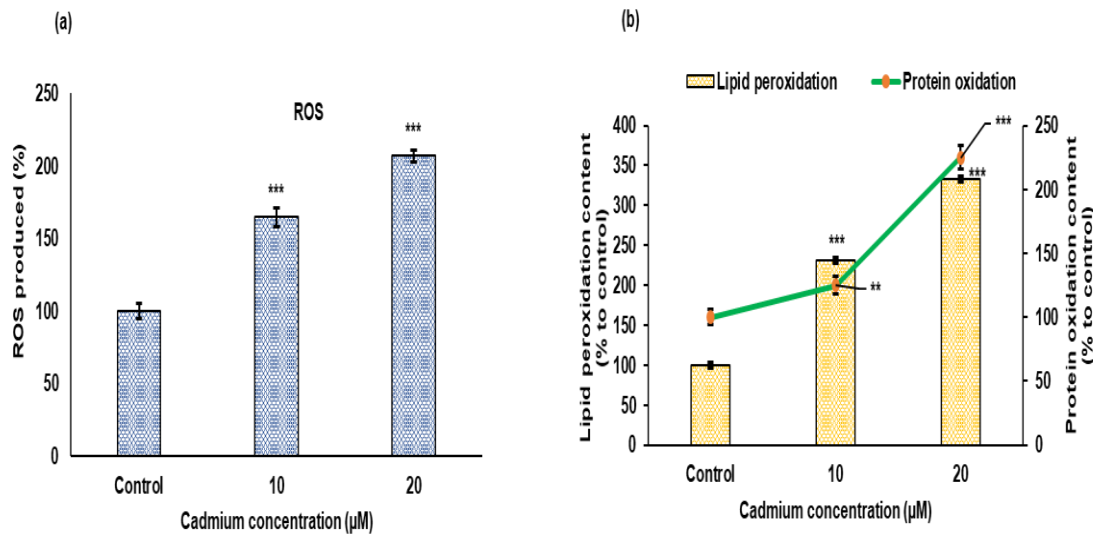 (a)
ROS
ROS produced (%)
250
200
150
100
50
0
***
***
Control
10
20
Cadmium concentration (µM)
(b)
Lipid peroxidation
Protein oxidation
Lipid peroxidation content
(% to control)
400
350
300
250
200
150
100
50
0
***
**
***
***
250
200
150
100
50
0
Protein oxidation content
(% to control)
Control
10
20
Cadmium concentration (µM)